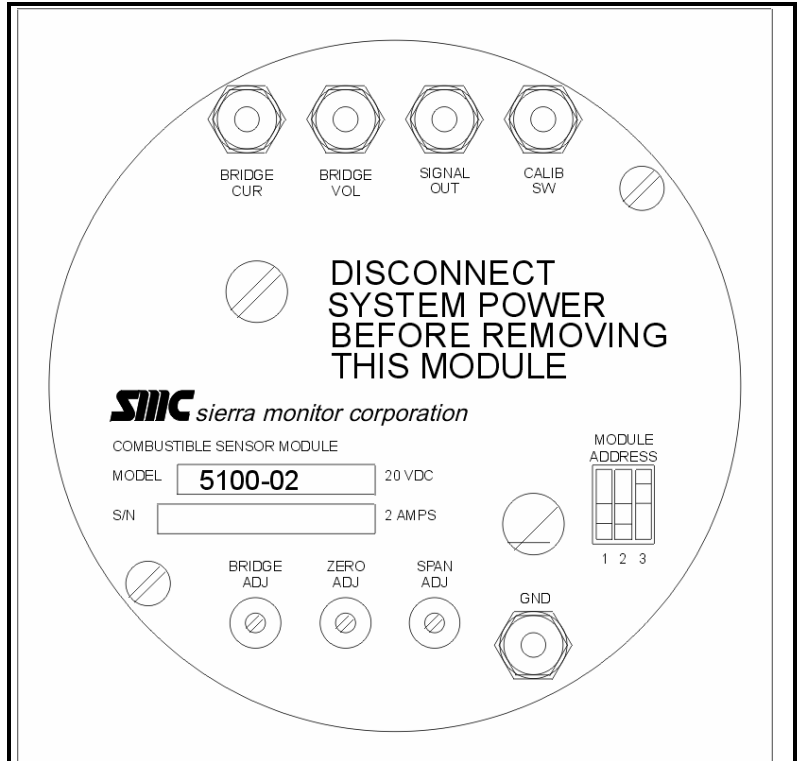 BRIDGE CUR
BRIDGE VOL
SIGNAL OUT
CALIB SW
DISCONNECT
SYSTEM POWER
BEFORE REMOVING
THIS MODULE
SMC sierra monitor corporation
COMBUSTIBLE SENSOR MODULE
MODULE ADDRESS
MODEL 5100-02 20 VDC
S/N 2 AMPS
1 2 3
BRIDGE ADJ
ZERO ADJ
SPAN ADJ
GND